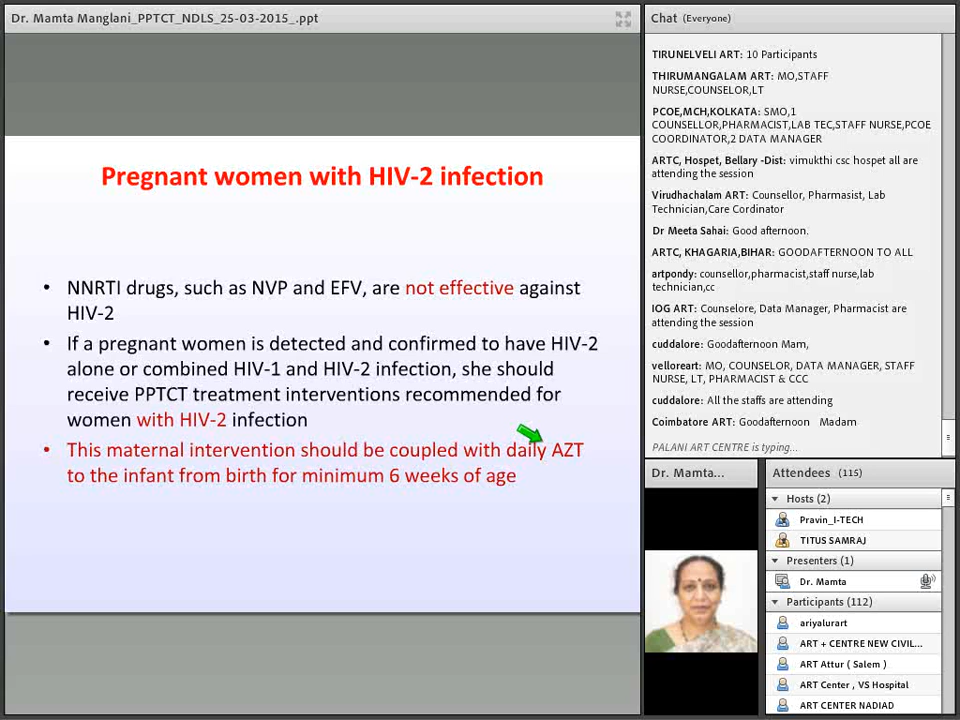 Dr. Mamta Manglani_PPTCT_NDLS_25-03-2015_.ppt
Pregnant women with HIV-2 infection
• NNRTI drugs, such as NVP and EFV, are not effective against
HIV-2
• If a pregnant women is detected and confirmed to have HIV-2
alone or combined HIV-1 and HIV-2 infection, she should
receive PPTCT treatment interventions recommended for
women with HIV-2 infection
• This maternal intervention should be coupled with daily AZT
to the infant from birth for minimum 6 weeks of age
Chat (Everyone)
TIRUNELVELI ART: 10 Participants
THIRUMANGALAM ART: MO,STAFF
NURSE,COUNSELOR,LT
PCOE,MCH,KOLKATA: SMO,1
COUNSELLOR,PHARMACIST,LAB TEC,STAFF NURSE,PCOE
COORDINATOR,2 DATA MANAGER
ARTC, Hospet, Bellary -Dist: vimukthi csc hospet all are
attending the session
Virudhachalam ART: Counsellor, Pharmasist, Lab
Technician,Care Cordinator
Dr Meeta Sahai: Good afternoon.
ARTC, KHAGARIA,BIHAR: GOODAFTERNOON TO ALL
artpondy: counsellor,pharmacist,staff nurse,lab
technician,cc
IOG ART: Counselore, Data Manager, Pharmacist are
attending the session
cuddalore: Goodafternoon Mam,
velloreart: MO, COUNSELOR, DATA MANAGER, STAFF
NURSE, LT, PHARMACIST & CCC
cuddalore: All the staffs are attending
Coimbatore ART: Goodafternoon Madam
PALANI ART CENTRE is typing...
Dr. Mamta...
Attendees (115)
Hosts (2)
Pravin_I-TECH
TITUS SAMRAJ
Presenters (1)
Dr. Mamta
Participants (112)
ariyalurart
ART + CENTRE NEW CIVIL...
ART Attur ( Salem )
ART Center , VS Hospital
ART CENTER NADIAD